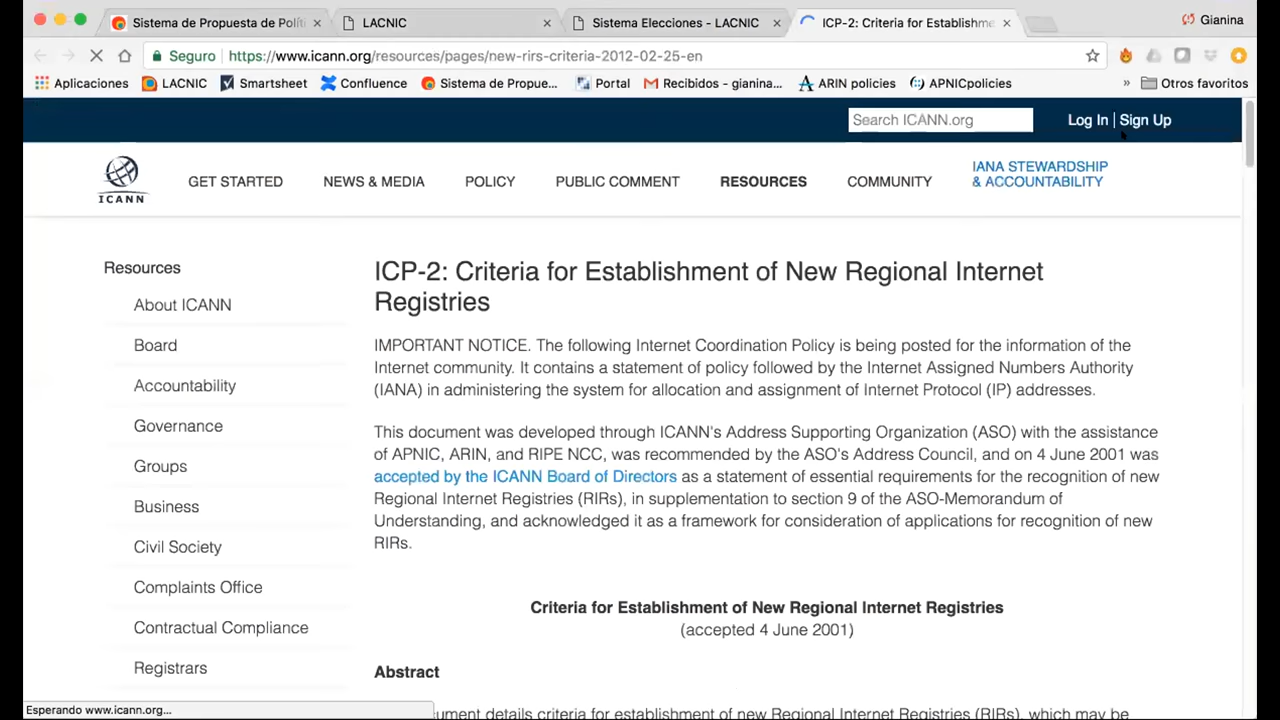 Sistema de Propuesta de Polít
LACNIC
Sistema Elecciones - LACNIC
ICP-2: Criteria for Establishme
Gianina
Seguro
https://www.icann.org/resources/pages/new-rirs-criteria-2012-02-25-en
Aplicaciones
LACNIC
Smartsheet
Confluence
Sistema de Propue...
Portal
Recibidos - gianina...
ARIN policies
APNICpolicies
»
Otros favoritos
Search ICANN.org
Log In | Sign Up
ICANN
GET STARTED
NEWS & MEDIA
POLICY
PUBLIC COMMENT
RESOURCES
COMMUNITY
IANA STEWARDSHIP
& ACCOUNTABILITY
Resources
About ICANN
Board
Accountability
Governance
Groups
Business
Civil Society
Complaints Office
Contractual Compliance
Registrars
ICP-2: Criteria for Establishment of New Regional Internet
Registries
IMPORTANT NOTICE. The following Internet Coordination Policy is being posted for the information of the
Internet community. It contains a statement of policy followed by the Internet Assigned Numbers Authority
(IANA) in administering the system for allocation and assignment of Internet Protocol (IP) addresses.
This document was developed through ICANN's Address Supporting Organization (ASO) with the assistance
of APNIC, ARIN, and RIPE NCC, was recommended by the ASO's Address Council, and on 4 June 2001 was
accepted by the ICANN Board of Directors as a statement of essential requirements for the recognition of new
Regional Internet Registries (RIRs), in supplementation to section 9 of the ASO-Memorandum of
Understanding, and acknowledged it as a framework for consideration of applications for recognition of new
RIRs.
Criteria for Establishment of New Regional Internet Registries
(accepted 4 June 2001)
Abstract
ument details criteria for establishment of new Regional Internet Registries (RIRs), which may be
Esperando www.icann.org...